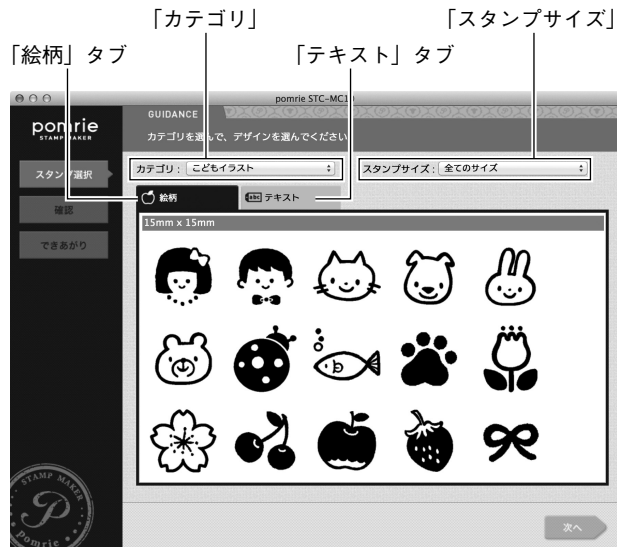 「カテゴリ」
「スタンプサイズ」
「絵柄」タブ
「テキスト」タブ
pomrie STC-MC10
pomrie
STAMP MAKER
GUIDANCE
カテゴリを選んで、デザインを選んでください
スタンプ選択
確認
できあがり
カテゴリ： こどもイラスト
スタンプサイズ： 全てのサイズ
絵柄
abc テキスト
15mm x 15mm
STAMP MAKER
P
pomrie
次へ